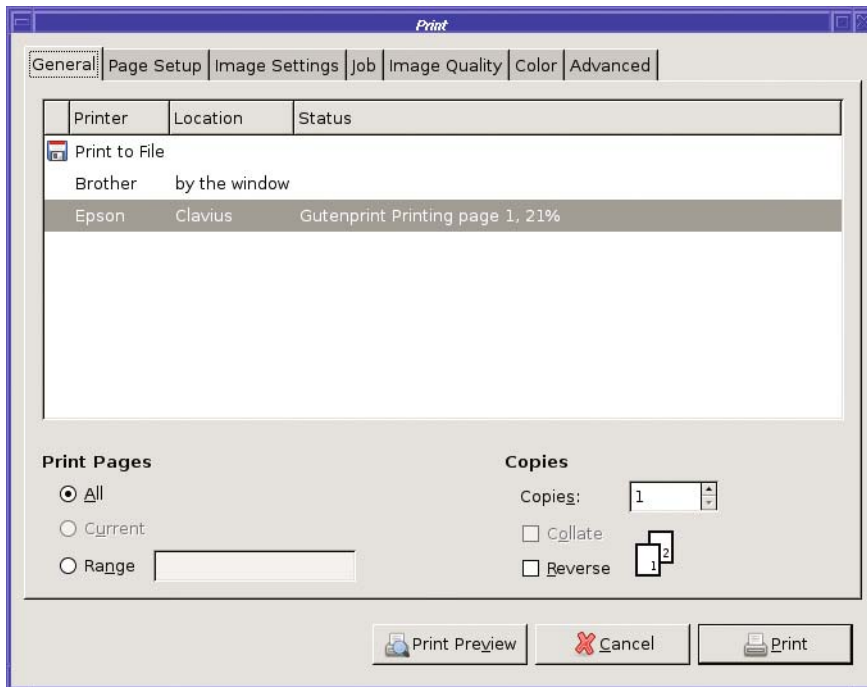 Print
General Page Setup Image Settings Job Image Quality Color Advanced
Printer Location Status
Print to File
Brother by the window
Epson Clavius Gutenprint Printing page 1, 21%
Print Pages Copies
All Copies: 1
Current Collate
Range Reverse
1 2
Print Preview Cancel Print